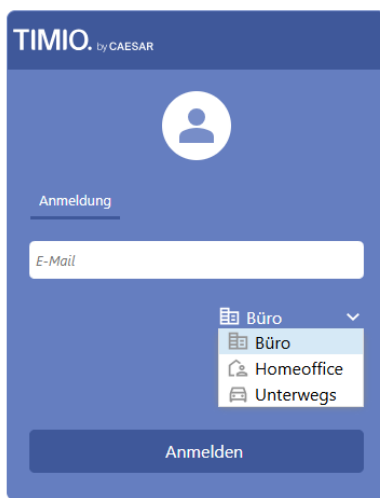 TIMIO. by CAESAR
Anmeldung
E-Mail
Büro
Büro
Homeoffice
Unterwegs
Anmelden